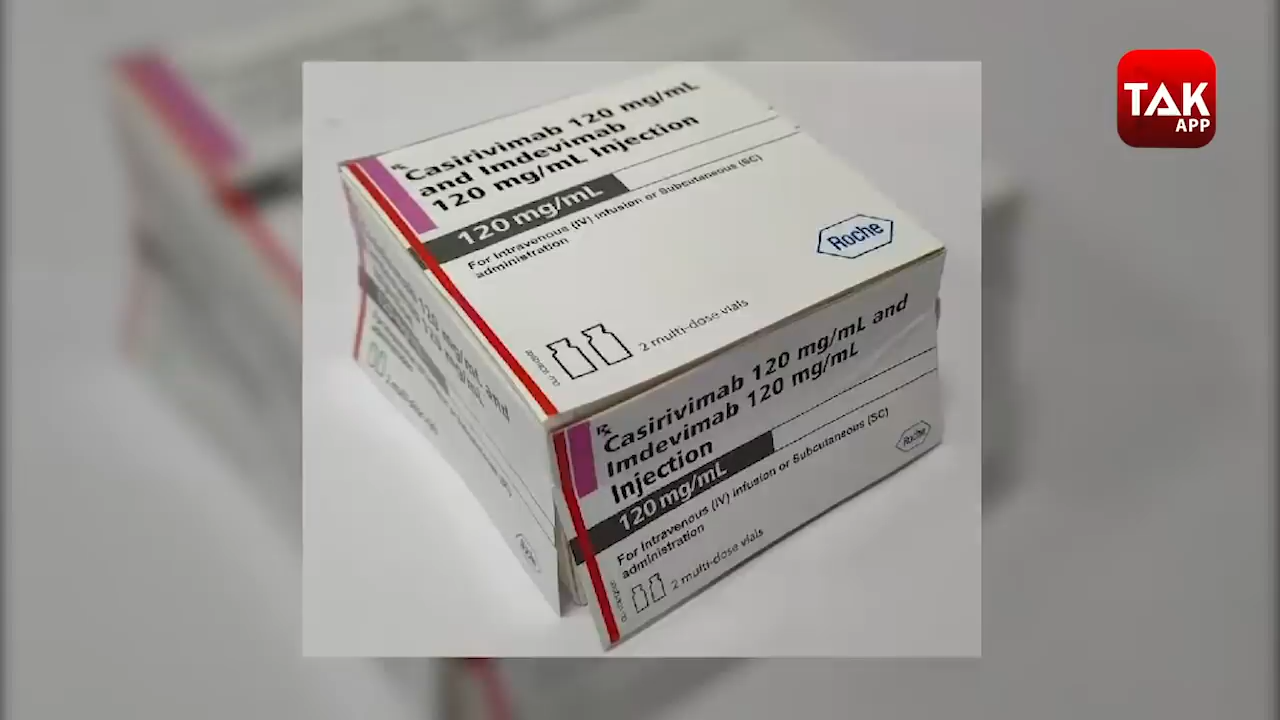 TAK
APP
Rx
Casirivimab 120 mg/mL
and Imdevimab
120 mg/mL Injection
120 mg/mL
For Intravenous (IV) Infusion or Subcutaneous (SC)
administration
Roche
2 multi-dose vials
Rx
Casirivimab 120 mg/mL and
Imdevimab 120 mg/mL
Injection
120 mg/mL
For Intravenous (IV) Infusion or Subcutaneous (SC)
administration
Roche
2 multi-dose vials